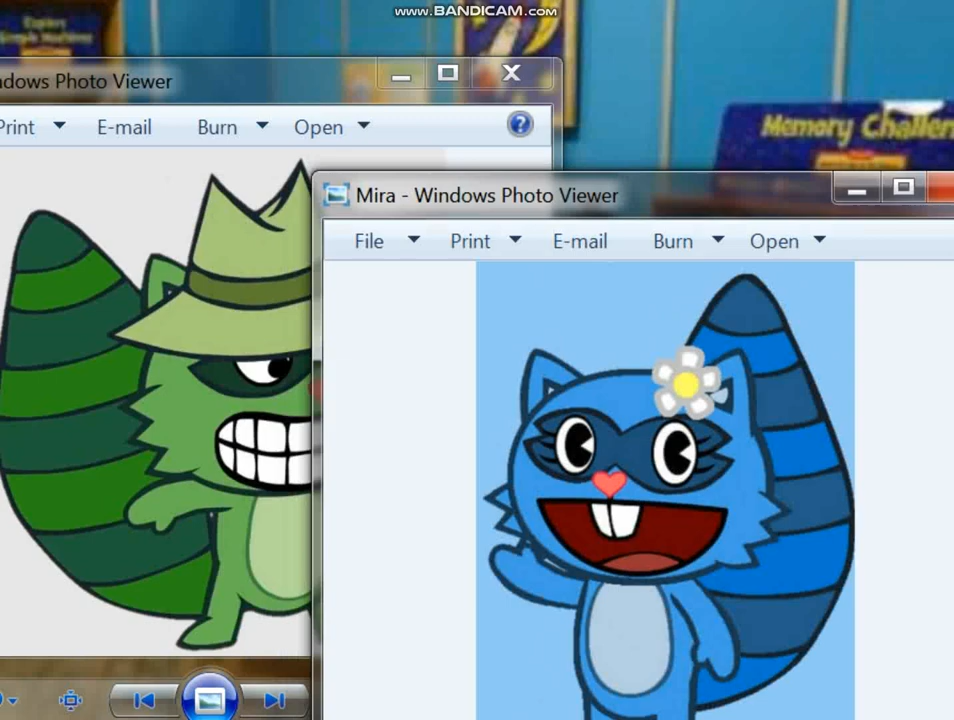 www.BANDICAM.com
ndows Photo Viewer
Print E-mail Burn Open
Mira - Windows Photo Viewer
File Print E-mail Burn Open
Memory Challen